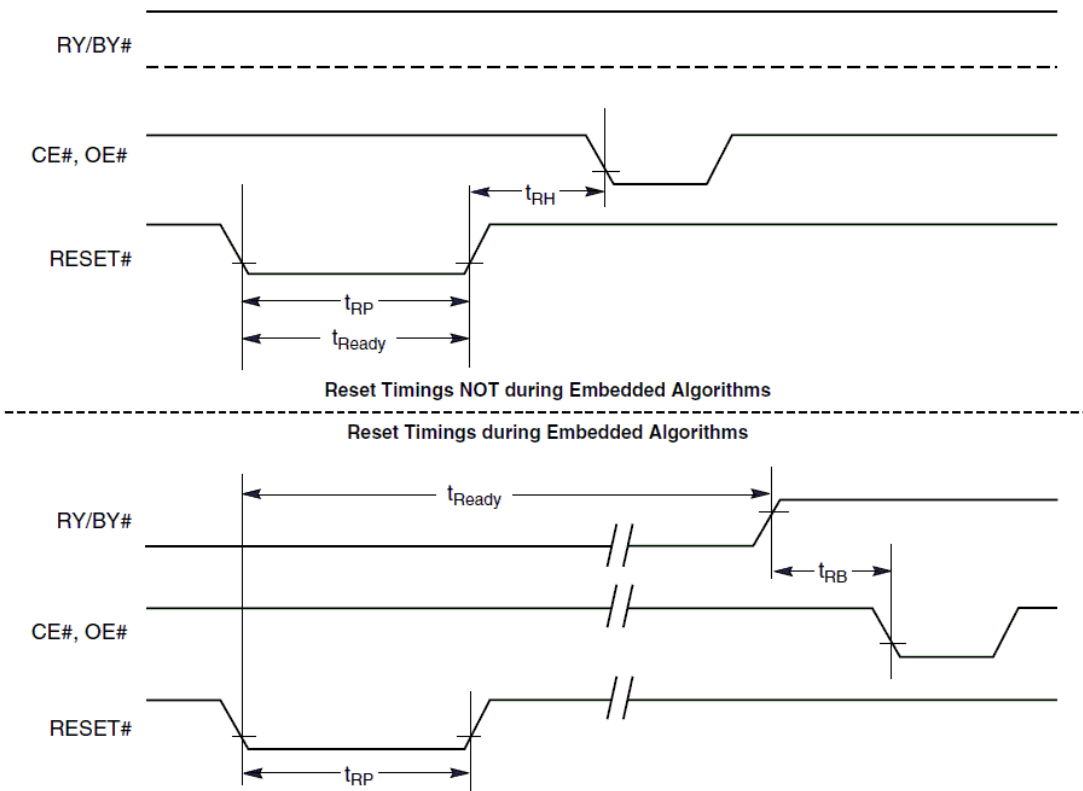 RY/BY#
CE#, OE#
tRH
RESET#
tRP
tReady
Reset Timings NOT during Embedded Algorithms
Reset Timings during Embedded Algorithms
tReady
RY/BY#
tRB
CE#, OE#
RESET#
tRP